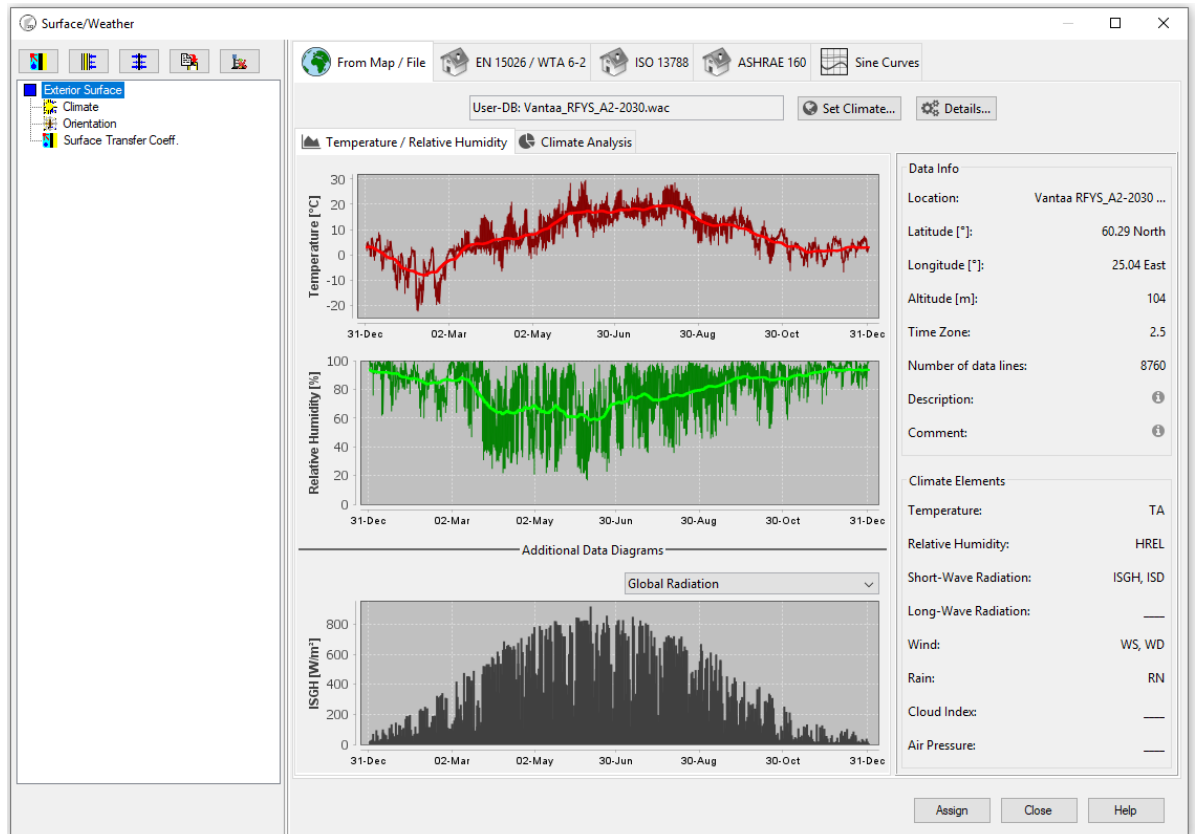 Surface/Weather
Exterior Surface
Climate
Orientation
Surface Transfer Coeff.
From Map / File
EN 15026 / WTA 6-2
ISO 13788
ASHRAE 160
Sine Curves
User-DB: Vantaa_RFYS_A2-2030.wac
Set Climate...
Details...
Temperature / Relative Humidity
Climate Analysis
Temperature [°C]
30
20
10
0
-10
-20
31-Dec 02-Mar 02-May 30-Jun 30-Aug 30-Oct 31-Dec
Relative Humidity [%]
100
80
60
40
20
0
31-Dec 02-Mar 02-May 30-Jun 30-Aug 30-Oct 31-Dec
Additional Data Diagrams
Global Radiation
ISGH [W/m²]
800
600
400
200
0
31-Dec 02-Mar 02-May 30-Jun 30-Aug 30-Oct 31-Dec
Data Info
Location: Vantaa RFYS_A2-2030 ...
Latitude [°]: 60.29 North
Longitude [°]: 25.04 East
Altitude [m]: 104
Time Zone: 2.5
Number of data lines: 8760
Description:
Comment:
Climate Elements
Temperature: TA
Relative Humidity: HREL
Short-Wave Radiation: ISGH, ISD
Long-Wave Radiation: ___
Wind: WS, WD
Rain: RN
Cloud Index: ___
Air Pressure: ___
Assign
Close
Help